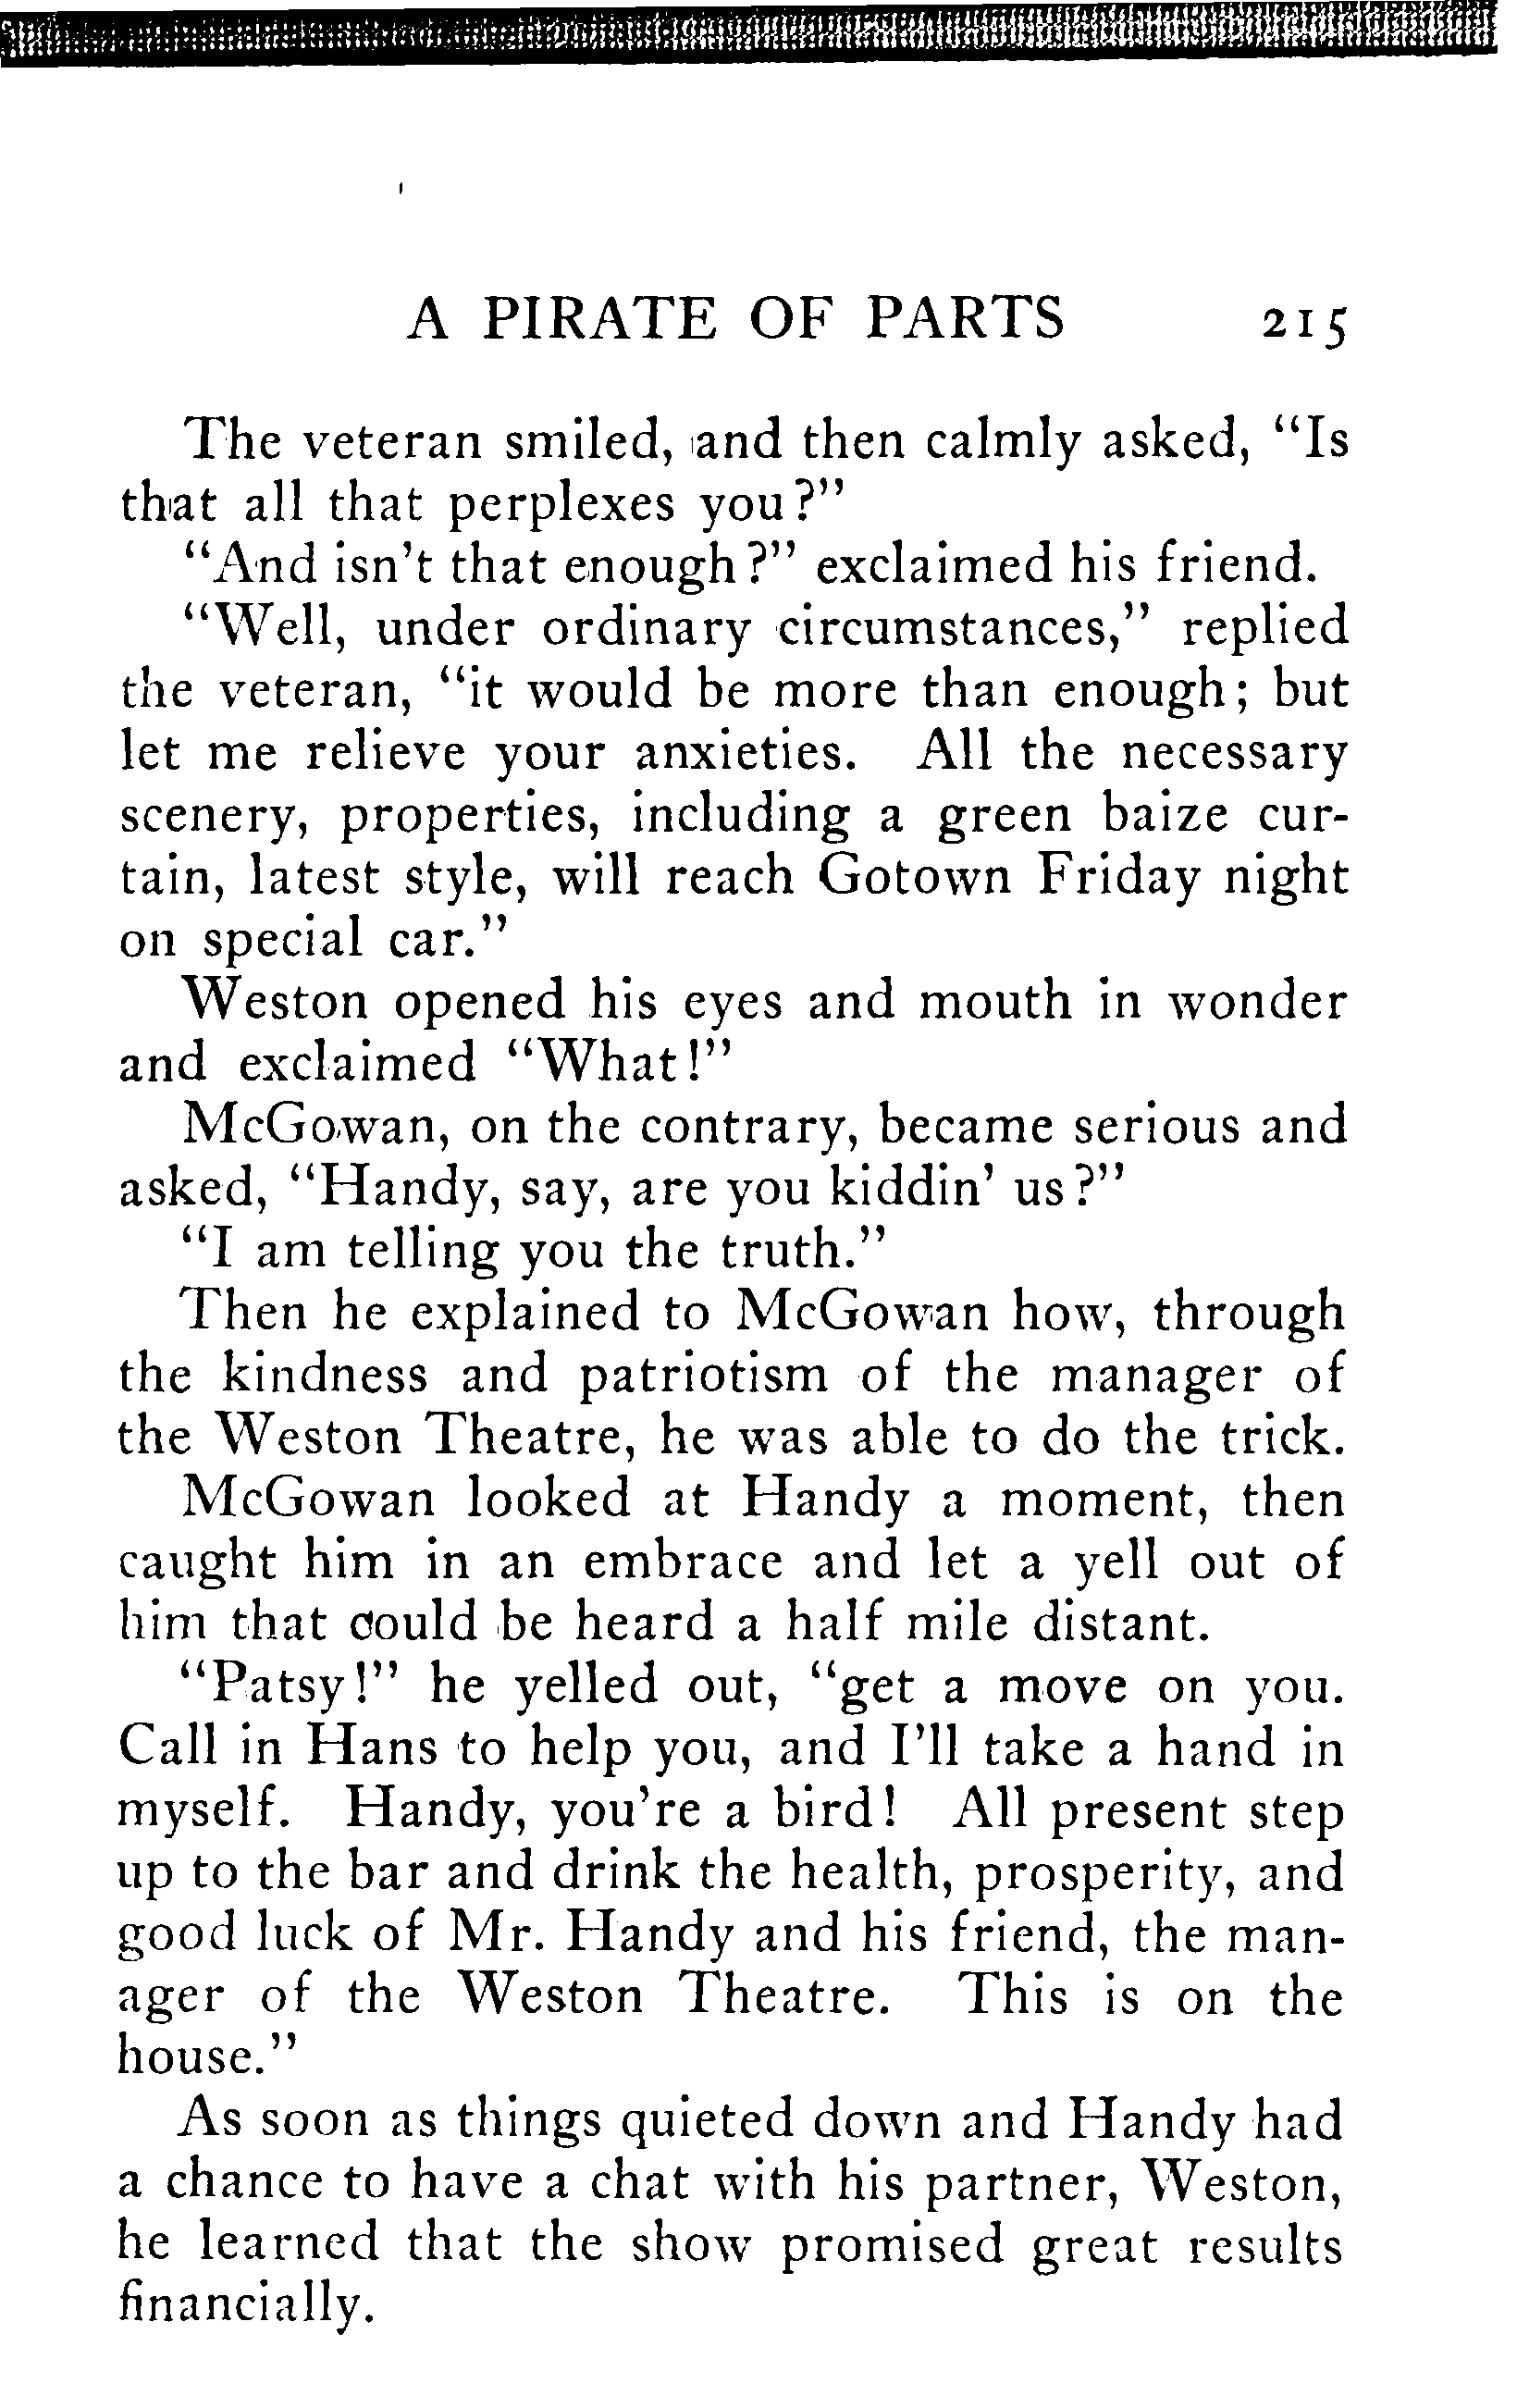 A PIRATE OF PARTS 215
The veteran smiled, and then calmly asked, "Is
that all that perplexes you?"
"And isn't that enough?" exclaimed his friend.
"Well, under ordinary circumstances," replied
the veteran, "it would be more than enough; but
let me relieve your anxieties. All the necessary
scenery, properties, including a green baize cur-
tain, latest style, will reach Gotown Friday night
on special car."
Weston opened his eyes and mouth in wonder
and exclaimed "What!"
McGowan, on the contrary, became serious and
asked, "Handy, say, are you kiddin' us?"
"I am telling you the truth."
Then he explained to McGowan how, through
the kindness and patriotism of the manager of
the Weston Theatre, he was able to do the trick.
McGowan looked at Handy a moment, then
caught him in an embrace and let a yell out of
him that could be heard a half mile distant.
"Patsy!" he yelled out, "get a move on you.
Call in Hans to help you, and I'll take a hand in
myself. Handy, you're a bird! All present step
up to the bar and drink the health, prosperity, and
good luck of Mr. Handy and his friend, the man-
ager of the Weston Theatre. This is on the
house."
As soon as things quieted down and Handy had
a chance to have a chat with his partner, Weston,
he learned that the show promised great results
financially.